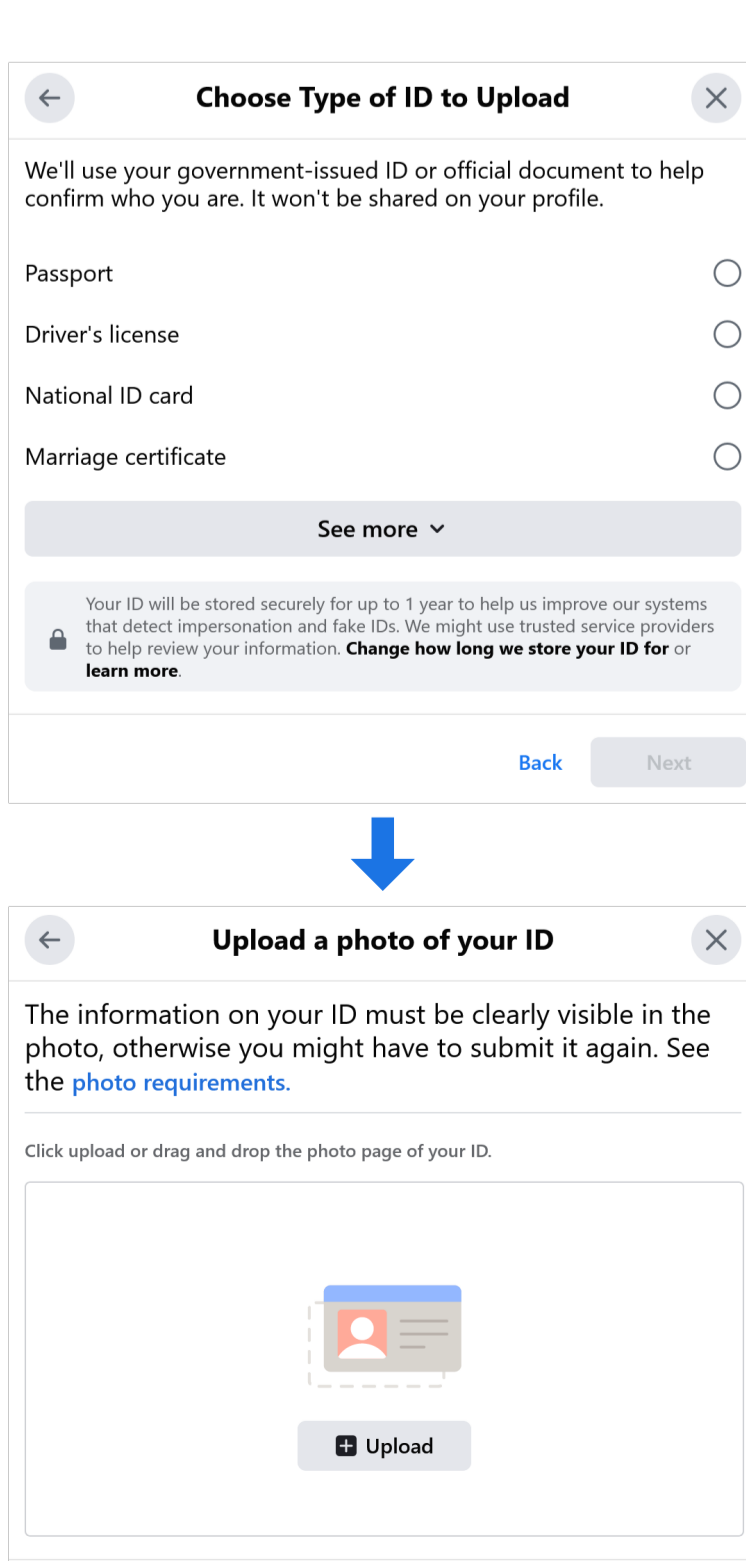 Choose Type of ID to Upload
We'll use your government-issued ID or official document to help
confirm who you are. It won't be shared on your profile.
Passport
Driver's license
National ID card
Marriage certificate
See more
Your ID will be stored securely for up to 1 year to help us improve our systems
that detect impersonation and fake IDs. We might use trusted service providers
to help review your information. Change how long we store your ID for or
learn more.
Back Next
Upload a photo of your ID
The information on your ID must be clearly visible in the
photo, otherwise you might have to submit it again. See
the photo requirements.
Click upload or drag and drop the photo page of your ID.
Upload